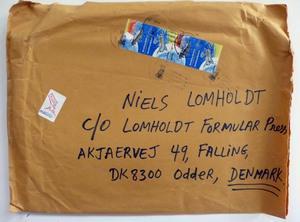 NIELS LOMHOLDT
C/O LOMHOLDT FORMULAR Press,
AKJAERVEJ 49, FALLING,
DK8300 Odder, DENMARK